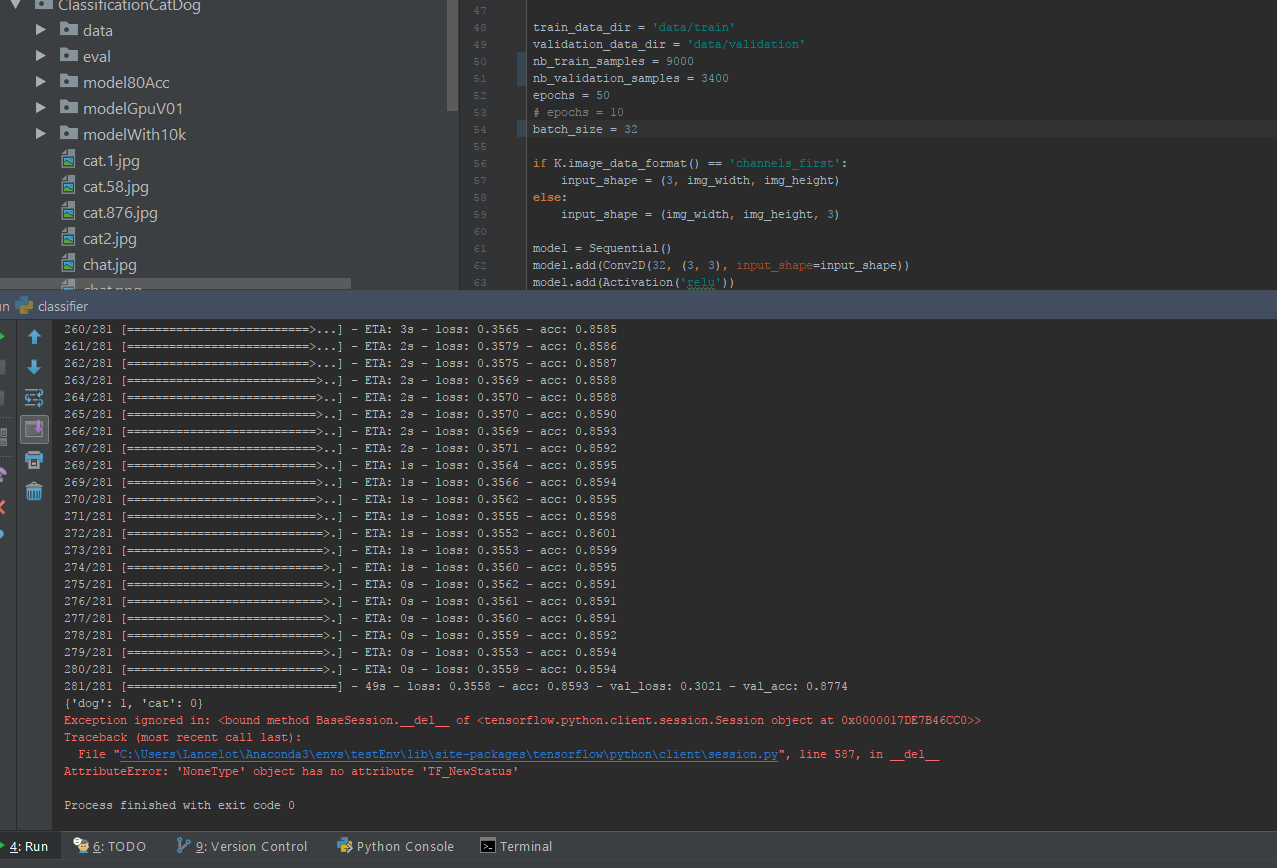 ClassificationCatDog
data
eval
model80Acc
modelGpuV01
modelWith10k
cat.1.jpg
cat.58.jpg
cat.876.jpg
cat2.jpg
chat.jpg
chat.png
47
48 train_data_dir = 'data/train'
49 validation_data_dir = 'data/validation'
50 nb_train_samples = 9000
51 nb_validation_samples = 3400
52 epochs = 50
53 # epochs = 10
54 batch_size = 32
55
56 if K.image_data_format() == 'channels_first':
57 input_shape = (3, img_width, img_height)
58 else:
59 input_shape = (img_width, img_height, 3)
60
61 model = Sequential()
62 model.add(Conv2D(32, (3, 3), input_shape=input_shape))
63 model.add(Activation('relu'))
classifier
260/281 [==========================>...] - ETA: 3s - loss: 0.3565 - acc: 0.8585
261/281 [==========================>...] - ETA: 2s - loss: 0.3579 - acc: 0.8586
262/281 [==========================>...] - ETA: 2s - loss: 0.3575 - acc: 0.8587
263/281 [===========================>..] - ETA: 2s - loss: 0.3569 - acc: 0.8588
264/281 [===========================>..] - ETA: 2s - loss: 0.3570 - acc: 0.8588
265/281 [===========================>..] - ETA: 2s - loss: 0.3570 - acc: 0.8590
266/281 [===========================>..] - ETA: 2s - loss: 0.3569 - acc: 0.8593
267/281 [===========================>..] - ETA: 2s - loss: 0.3571 - acc: 0.8592
268/281 [===========================>..] - ETA: 1s - loss: 0.3564 - acc: 0.8595
269/281 [===========================>..] - ETA: 1s - loss: 0.3566 - acc: 0.8594
270/281 [===========================>..] - ETA: 1s - loss: 0.3562 - acc: 0.8595
271/281 [===========================>..] - ETA: 1s - loss: 0.3555 - acc: 0.8598
272/281 [============================>.] - ETA: 1s - loss: 0.3552 - acc: 0.8601
273/281 [============================>.] - ETA: 1s - loss: 0.3553 - acc: 0.8599
274/281 [============================>.] - ETA: 1s - loss: 0.3560 - acc: 0.8595
275/281 [============================>.] - ETA: 0s - loss: 0.3562 - acc: 0.8591
276/281 [============================>.] - ETA: 0s - loss: 0.3561 - acc: 0.8591
277/281 [============================>.] - ETA: 0s - loss: 0.3560 - acc: 0.8591
278/281 [============================>.] - ETA: 0s - loss: 0.3559 - acc: 0.8592
279/281 [============================>.] - ETA: 0s - loss: 0.3553 - acc: 0.8594
280/281 [============================>.] - ETA: 0s - loss: 0.3559 - acc: 0.8594
281/281 [==============================] - 49s - loss: 0.3558 - acc: 0.8593 - val_loss: 0.3021 - val_acc: 0.8774
{'dog': 1, 'cat': 0}
Exception ignored in: <bound method BaseSession.__del__ of <tensorflow.python.client.session.Session object at 0x0000017DE7B46CC0>>
Traceback (most recent call last):
File "C:\Users\Lancelot\Anaconda3\envs\testEnv\lib\site-packages\tensorflow\python\client\session.py", line 587, in __del__
AttributeError: 'NoneType' object has no attribute 'TF_NewStatus'
Process finished with exit code 0
4: Run 6: TODO 9: Version Control Python Console Terminal